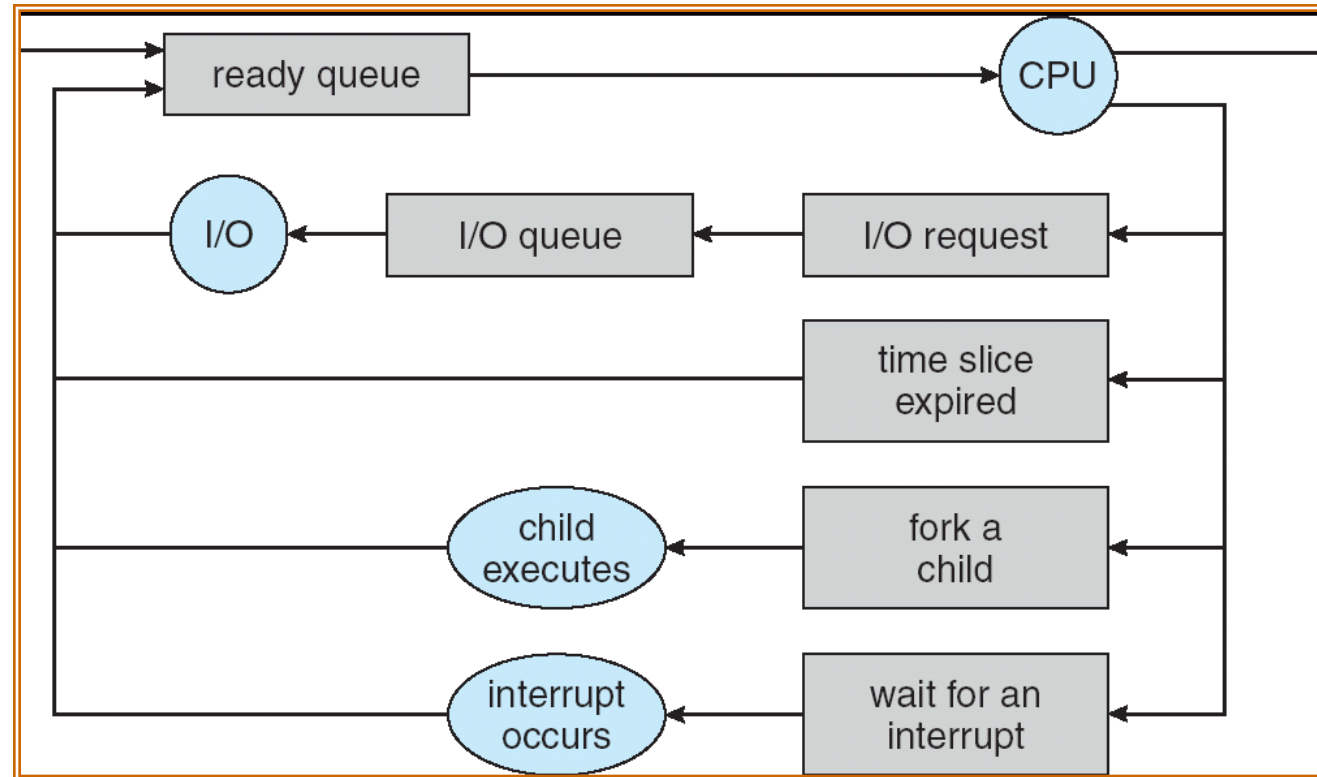 ready queue
CPU
I/O
I/O queue
I/O request
time slice
expired
child
executes
fork a
child
interrupt
occurs
wait for an
interrupt